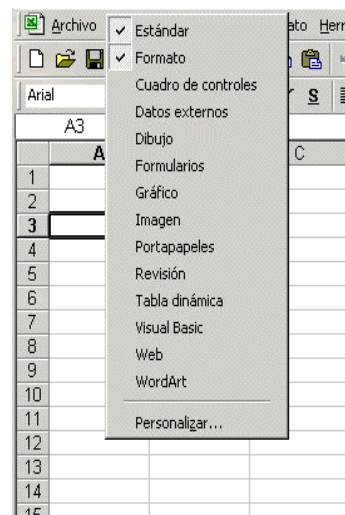 Archivo ato Herr
Arial S
A3
A C
1
2
3
4
5
6
7
8
9
10
11
12
13
14
15
Estándar
Formato
Cuadro de controles
Datos externos
Dibujo
Formularios
Gráfico
Imagen
Portapapeles
Revisión
Tabla dinámica
Visual Basic
Web
WordArt
Personalizar...